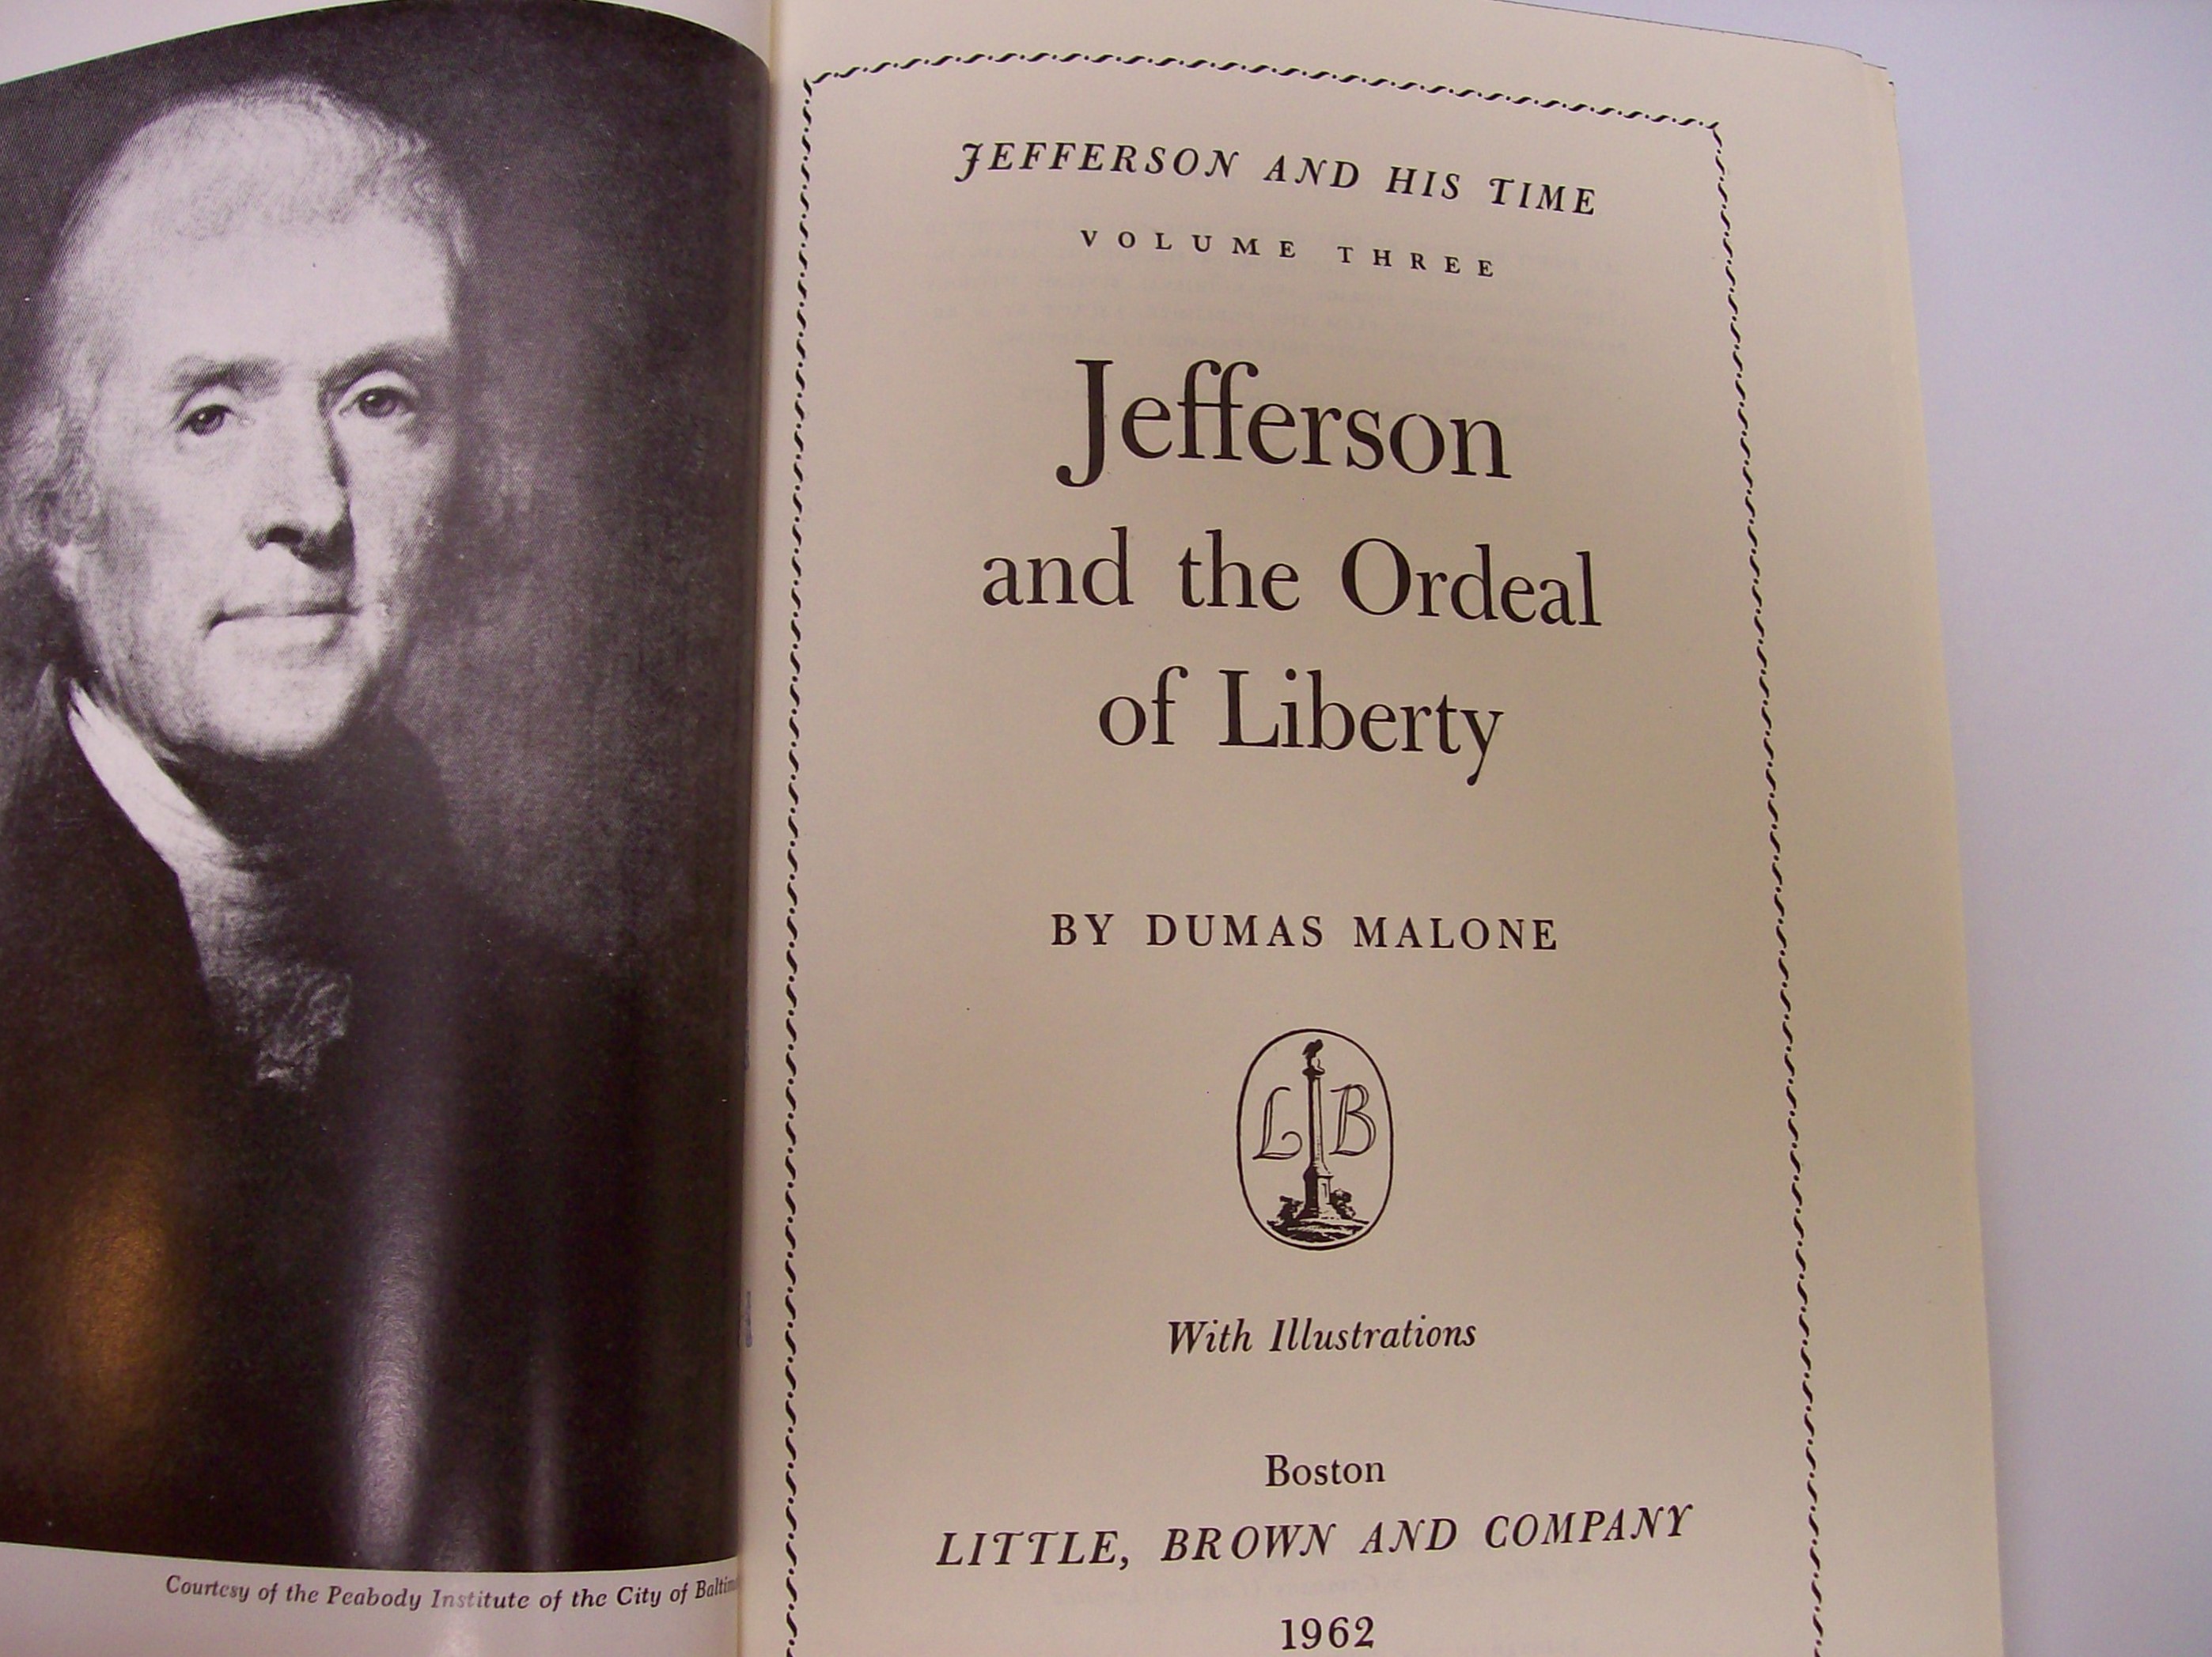 JEFFERSON AND HIS TIME
VOLUME THREE
Jefferson
and the Ordeal
of Liberty
BY DUMAS MALONE
L B
With Illustrations
Boston
LITTLE, BROWN AND COMPANY
1962
Courtesy of the Peabody Institute of the City of